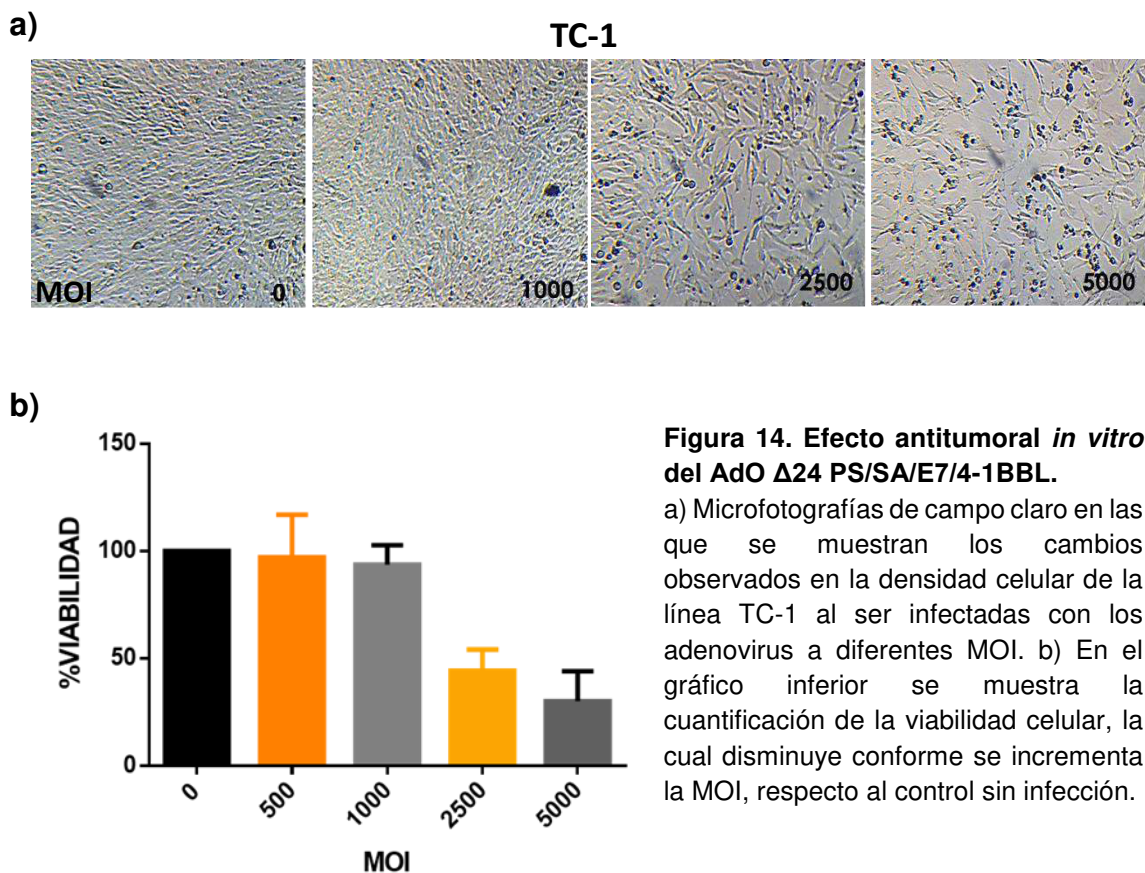 a)
TC-1
MOI
0
1000
2500
5000
b)
150
100
50
0
%VIABILIDAD
0
500
1000
2500
5000
MOI
Figura 14. Efecto antitumoral in vitro
del AdO Δ24 PS/SA/E7/4-1BBL.
a) Microfotografías de campo claro en las
que se muestran los cambios
observados en la densidad celular de la
línea TC-1 al ser infectadas con los
adenovirus a diferentes MOI. b) En el
gráfico inferior se muestra la
cuantificación de la viabilidad celular, la
cual disminuye conforme se incrementa
la MOI, respecto al control sin infección.